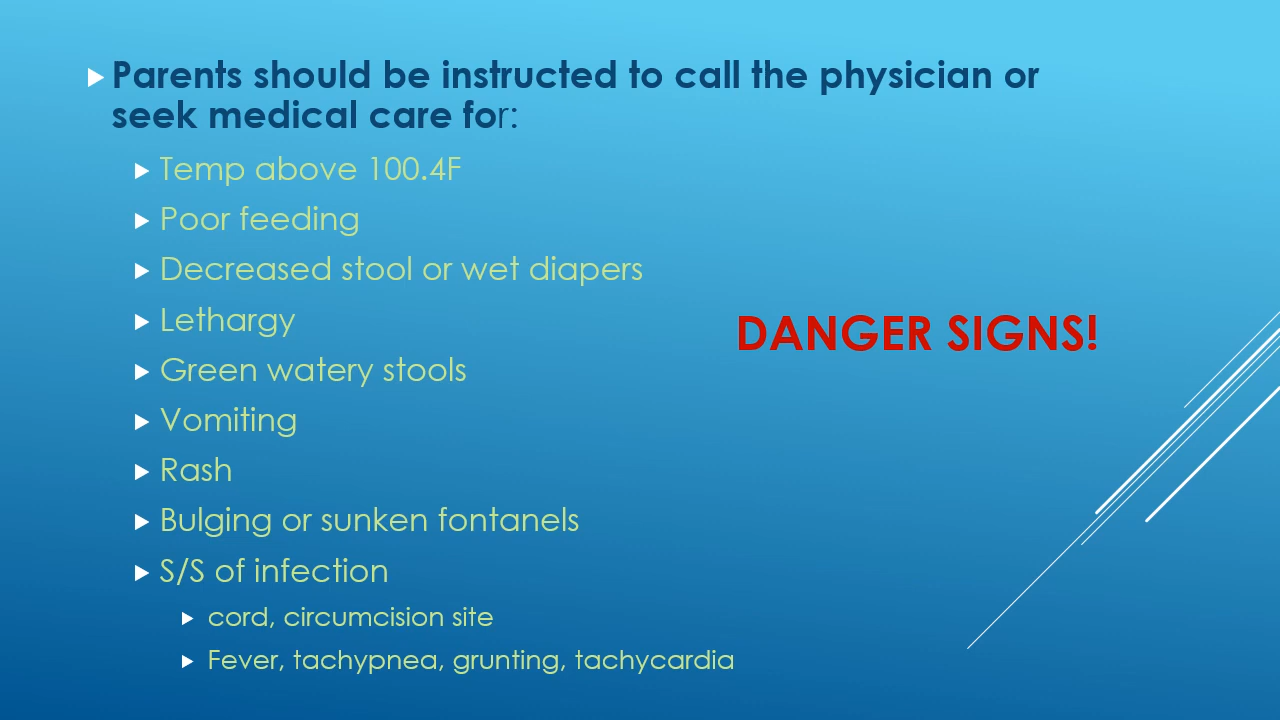 Parents should be instructed to call the physician or
seek medical care for:
Temp above 100.4F
Poor feeding
Decreased stool or wet diapers
Lethargy
Green watery stools
Vomiting
Rash
Bulging or sunken fontanels
S/S of infection
cord, circumcision site
Fever, tachypnea, grunting, tachycardia
DANGER SIGNS!